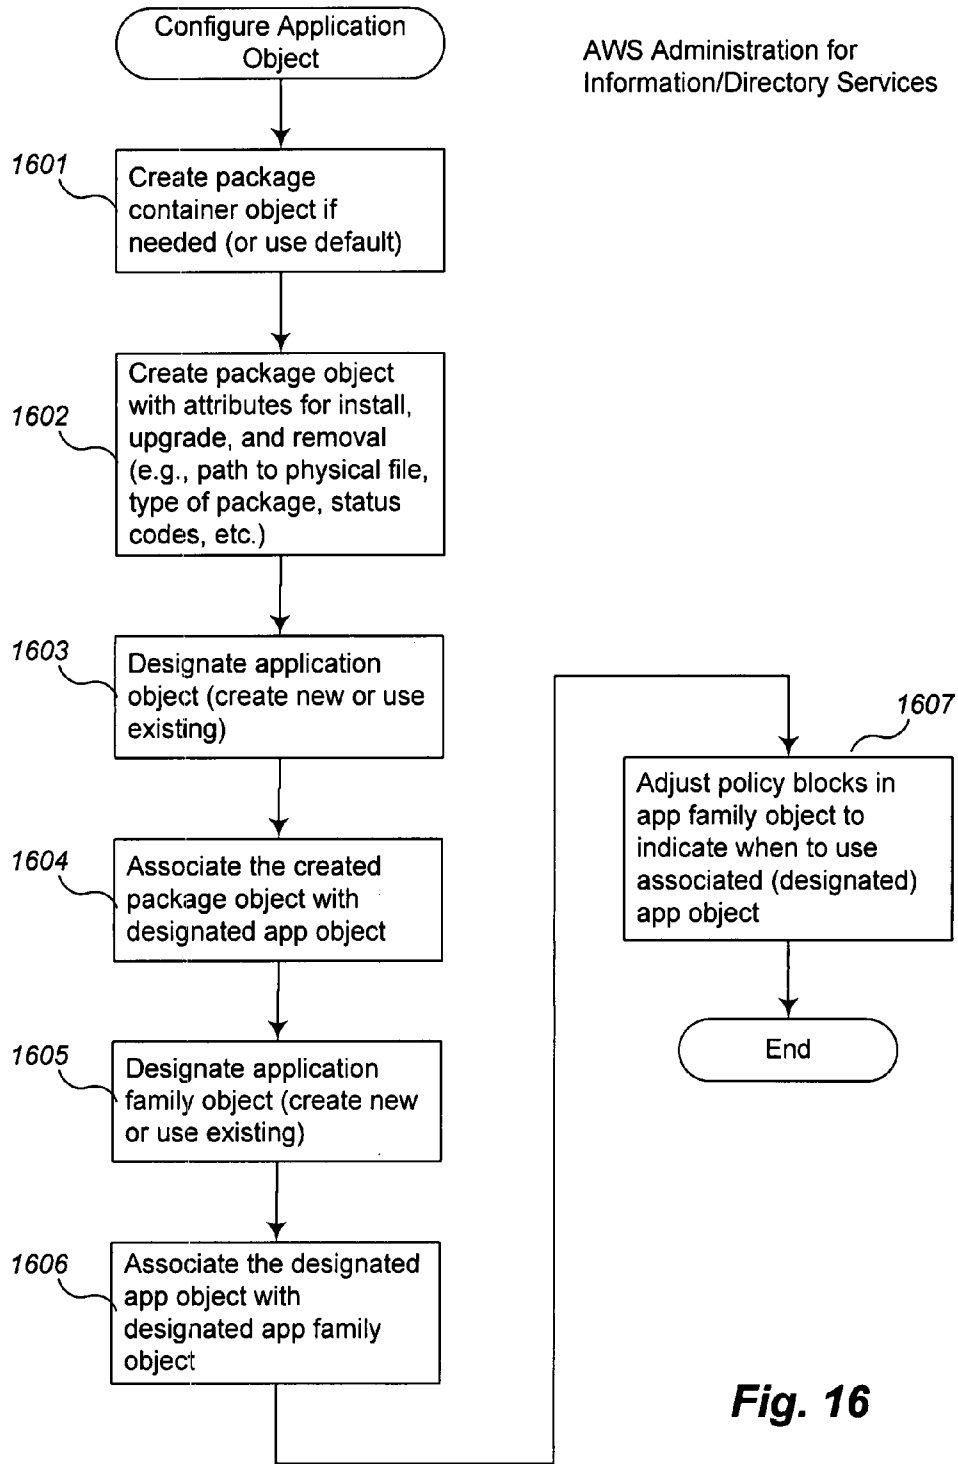 Configure Application
Object
AWS Administration for
Information/Directory Services
1601
Create package
container object if
needed (or use default)
1602
Create package object
with attributes for install,
upgrade, and removal
(e.g., path to physical file,
type of package, status
codes, etc.)
1603
Designate application
object (create new or use
existing)
1604
Associate the created
package object with
designated app object
1605
Designate application
family object (create new
or use existing)
1606
Associate the designated
app object with
designated app family
object
1607
Adjust policy blocks in
app family object to
indicate when to use
associated (designated)
app object
End
Fig. 16